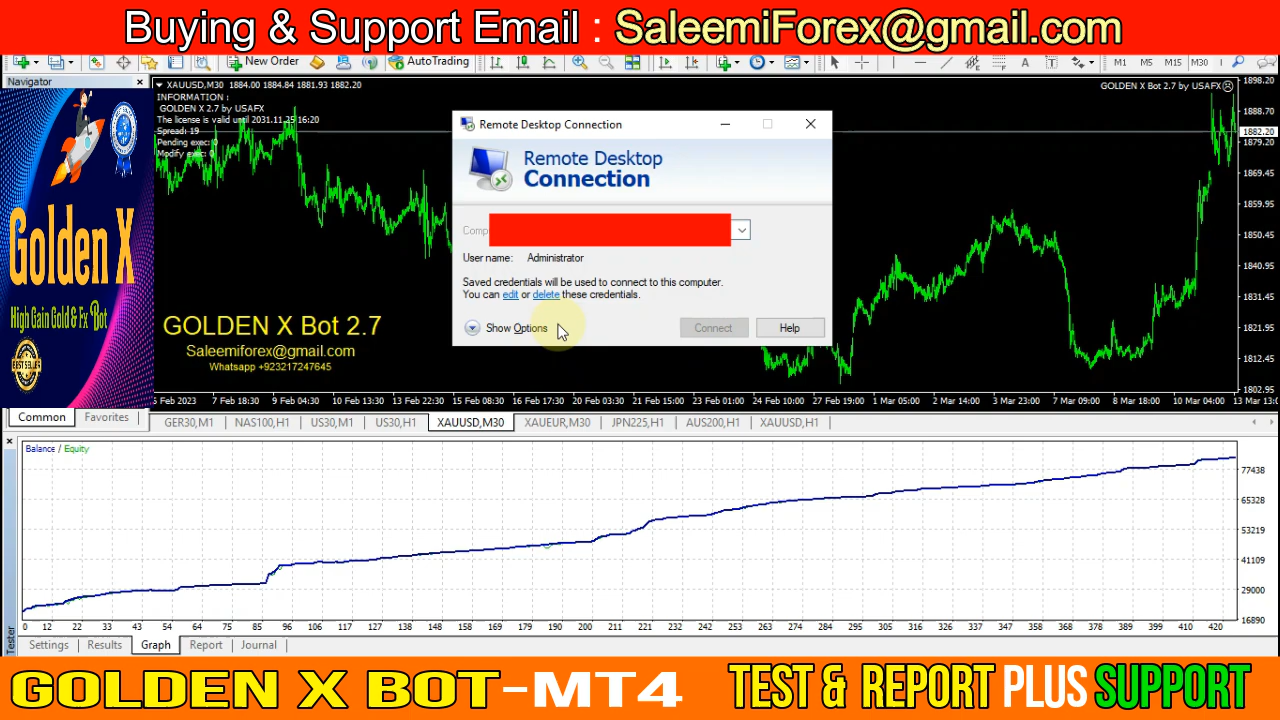 Buying & Support Email : SaleemiForex@gmail.com
New Order AutoTrading A M1 M5 M15 M30
Navigator
XAUUSD,M30 1884.00 1884.84 1881.93 1882.20
GOLDEN X Bot 2.7 by USAFX
INFORMATION :
GOLDEN X 2.7 by USAFX
The license is valid until 2031.11.25 16:20
Spread: 19
Pending exec: 0
Modify exec: 0
1898.20
1888.70
1882.20
1879.20
1869.45
1859.95
1850.45
1840.95
1831.45
1821.95
1812.45
1802.95
Golden X
High Gain Gold & Fx Bot
BEST SELLER
GOLDEN X Bot 2.7
Saleemiforex@gmail.com
Whatsapp +923217247645
Remote Desktop Connection
Remote Desktop
Connection
Comp
User name: Administrator
Saved credentials will be used to connect to this computer.
You can edit or delete these credentials.
Show Options Connect Help
Feb 2023 7 Feb 18:30 9 Feb 04:30 10 Feb 13:30 13 Feb 22:30 15 Feb 08:30 16 Feb 17:30 20 Feb 03:30 21 Feb 15:00 23 Feb 01:00 24 Feb 10:00 27 Feb 19:00 1 Mar 05:00 2 Mar 14:00 3 Mar 23:00 7 Mar 09:00 8 Mar 18:00 10 Mar 04:00 13 Mar 13:0
Common Favorites
GER30,M1 NAS100,H1 US30,M1 US30,H1 XAUUSD,M30 XAUEUR,M30 JPN225,H1 AUS200,H1 XAUUSD,H1
Balance / Equity
77438
65328
53219
41109
29000
16890
0 12 22 33 43 54 64 75 85 96 106 117 127 138 148 159 169 179 190 200 211 221 232 242 253 264 274 284 295 305 316 326 337 347 358 368 378 389 399 410 420
Tester
Settings Results Graph Report Journal
GOLDEN X BOT-MT4 TEST & REPORT PLUS SUPPORT